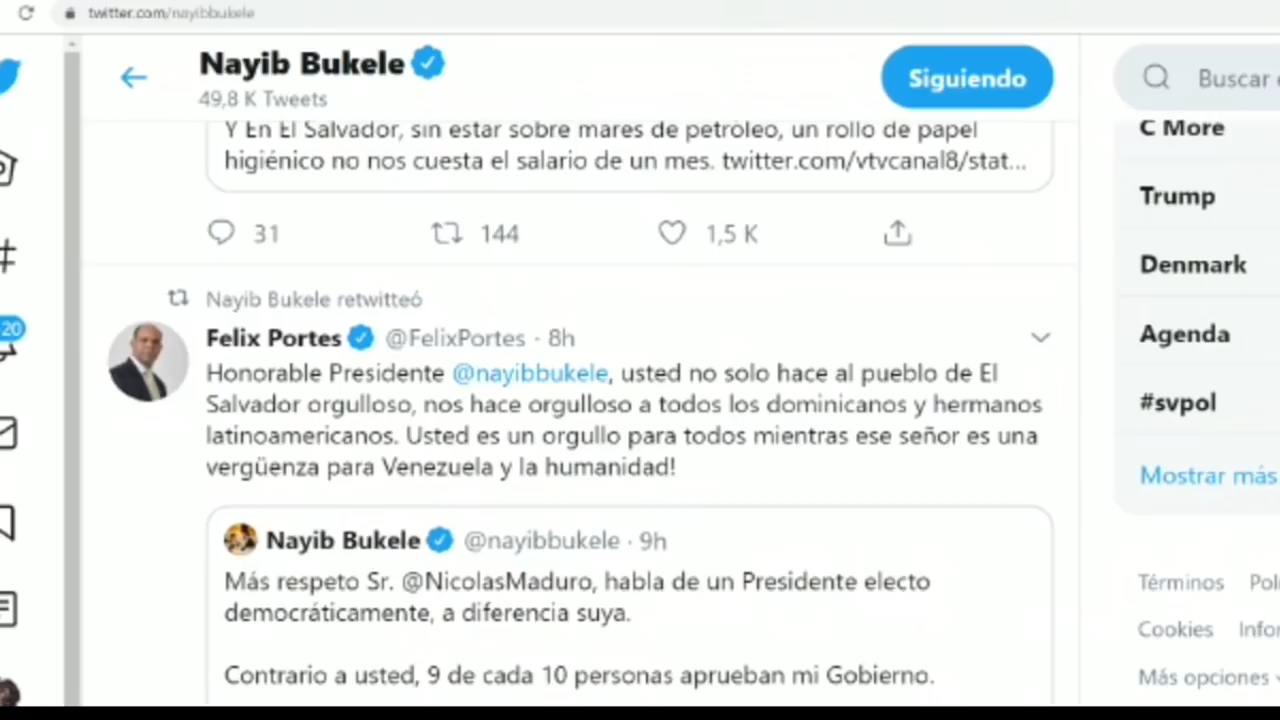 twitter.com/nayibbukele
Nayib Bukele
49,8 K Tweets
Siguiendo
Buscar
Y En El Salvador, sin estar sobre mares de petróleo, un rollo de papel
higiénico no nos cuesta el salario de un mes. twitter.com/vtvcanal8/stat...
31
144
1,5 K
Nayib Bukele retwitteó
Felix Portes @FelixPortes · 8h
Honorable Presidente @nayibbukele, usted no solo hace al pueblo de El
Salvador orgulloso, nos hace orgulloso a todos los dominicanos y hermanos
latinoamericanos. Usted es un orgullo para todos mientras ese señor es una
vergüenza para Venezuela y la humanidad!
Nayib Bukele @nayibbukele · 9h
Más respeto Sr. @NicolasMaduro, habla de un Presidente electo
democráticamente, a diferencia suya.
Contrario a usted, 9 de cada 10 personas aprueban mi Gobierno.
20
C More
Trump
Denmark
Agenda
#svpol
Mostrar más
Términos
Cookies
Más opciones